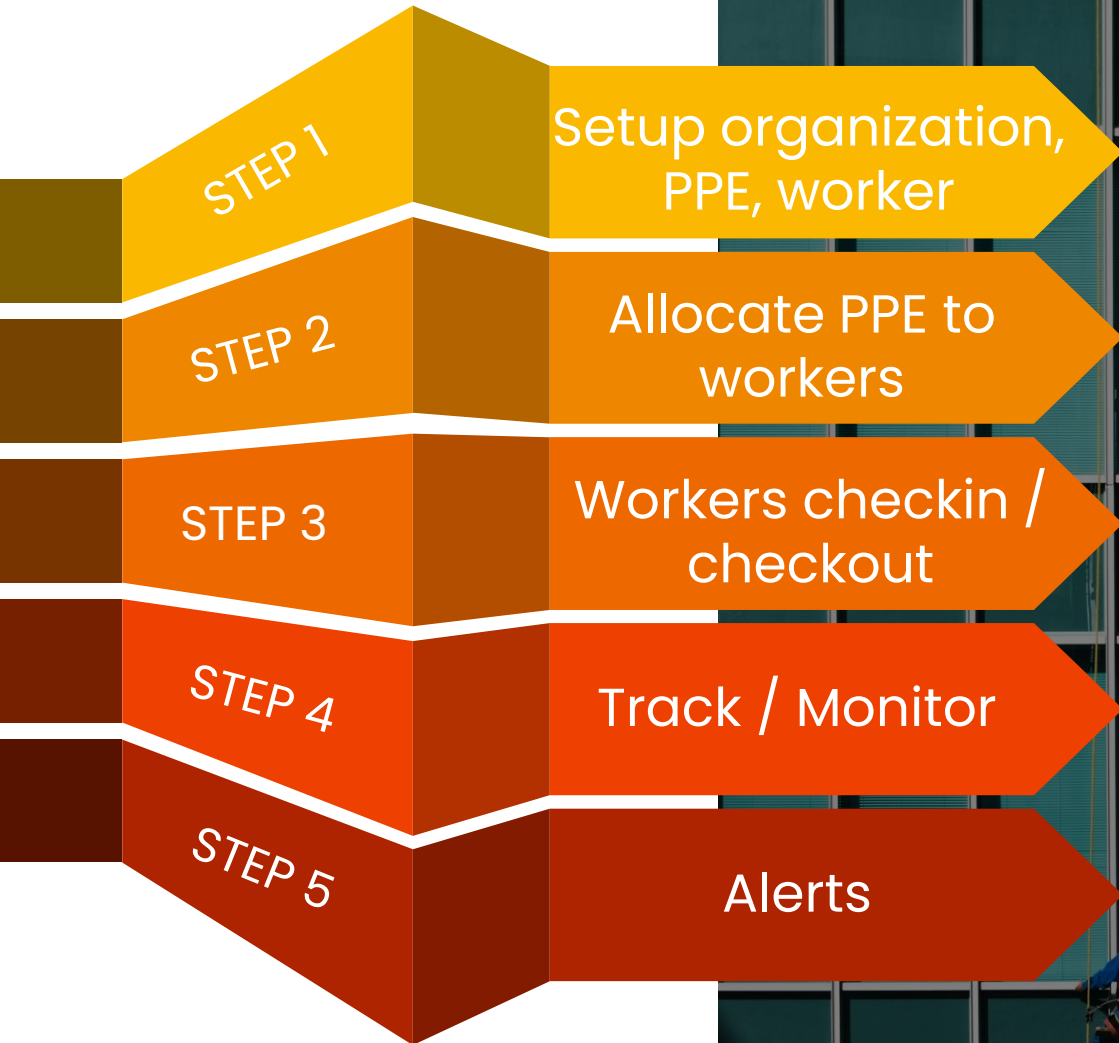 STEP 1
Setup organization,
PPE, worker
STEP 2
Allocate PPE to
workers
STEP 3
Workers checkin /
checkout
STEP 4
Track / Monitor
STEP 5
Alerts